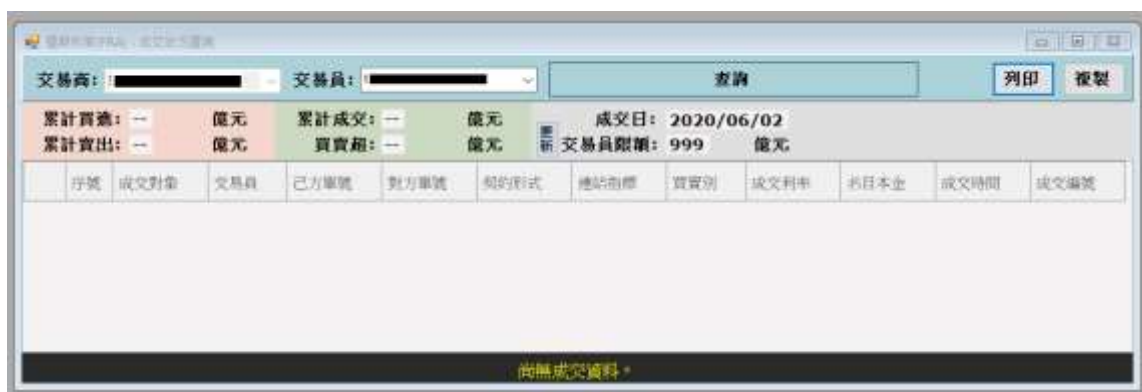 交易商:
交易員:
查詢
列印
複製
累計買進: -- 億元
累計成交: -- 億元
更新
成交日: 2020/06/02
累計賣出: -- 億元
買賣超: -- 億元
交易員限額: 999 億元
序號 成交對象 交易員 己方單號 對方單號 契約形式 連結指標 買賣別 成交利率 名目本金 成交時間 成交編號
尚無成交資料。